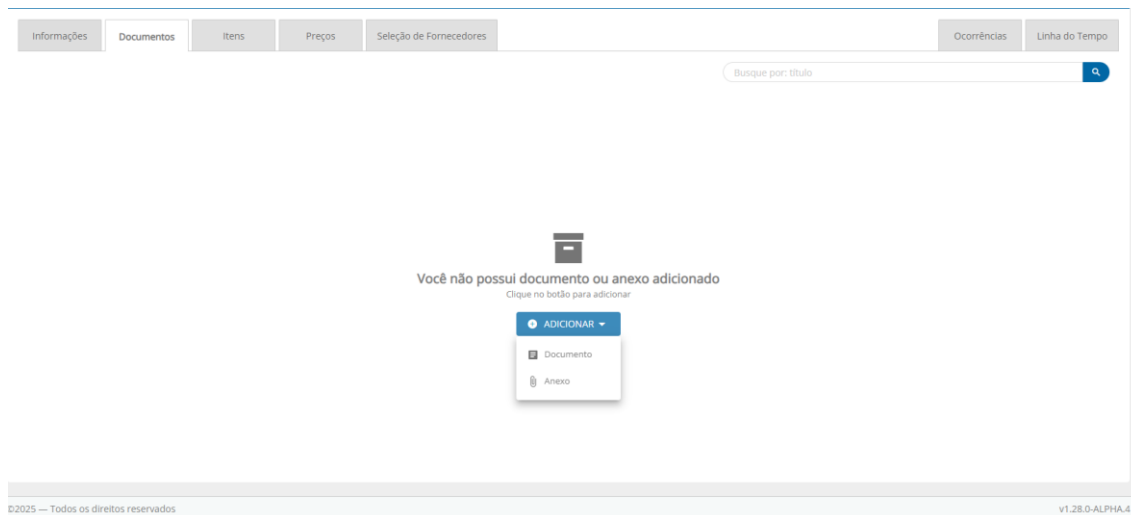 Informações Documentos Itens Preços Seleção de Fornecedores Ocorrências Linha do Tempo
Busque por: título
Você não possui documento ou anexo adicionado
Clique no botão para adicionar
ADICIONAR
Documento
Anexo
©2025 — Todos os direitos reservados v1.28.0-ALPHA.4